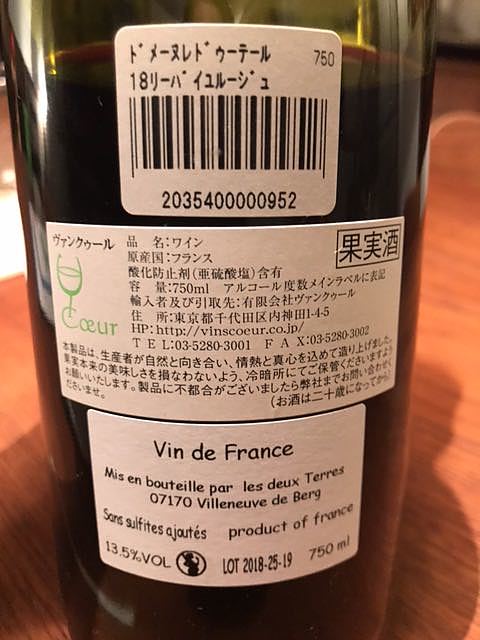 ドメーヌレドゥーテール 750
18リーバイユルージュ
2035400000952
ヴァンクゥール
Cœur
品 名:ワイン
原産国:フランス
果実酒
酸化防止剤(亜硫酸塩)含有
容 量:750ml アルコール度数メインラベルに表記
輸入者及び引取先:有限会社ヴァンクゥール
住 所:東京都千代田区内神田1-4-5
HP:http://vinscoeur.co.jp/
TEL:03-5280-3001 FAX:03-5280-3002
本製品は、生産者が自然と向き合い、情熱と真心を込めて造り上げました。
果実本来の美味しさを損なわないよう、冷暗所にてご保管くださいますよう
お願いいたします。製品に不都合がございましたら弊社までお問い合わせく
ださいませ。 (お酒は二十歳になってから)
Vin de France
Mis en bouteille par les deux Terres
07170 Villeneuve de Berg
Sans sulfites ajoutés product of france
13.5%VOL LOT 2018-25-19 750 ml